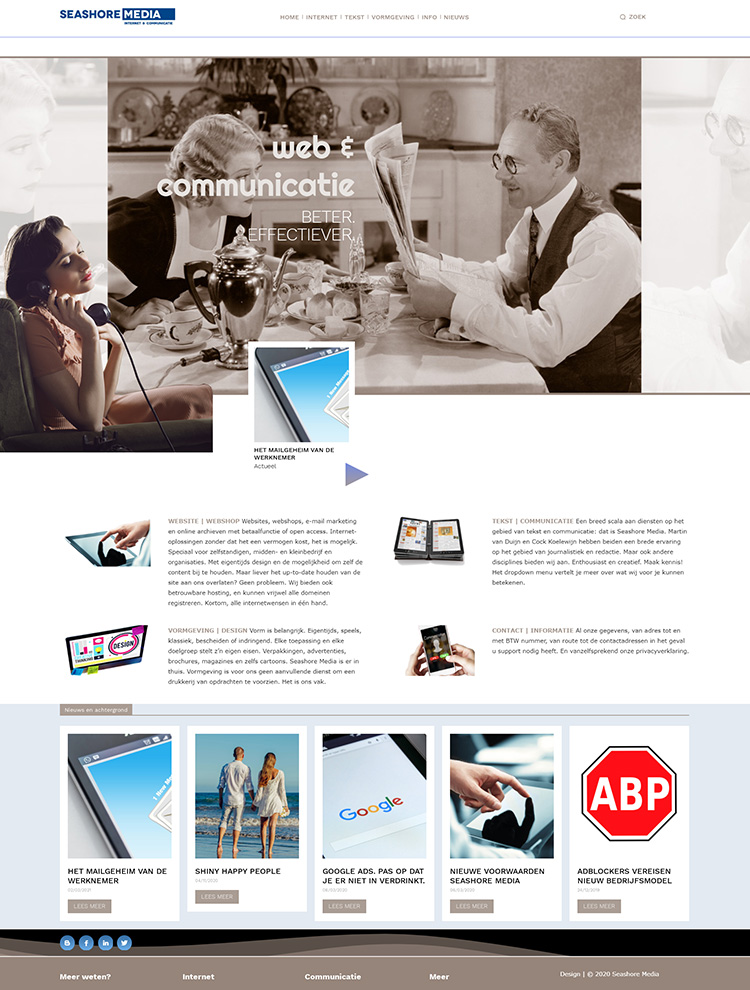 SEASHORE MEDIA
INTERNET & COMMUNICATIE
HOME | INTERNET | TEKST | VORMGEVING | INFO | NIEUWS
ZOEK
web &
communicatie
BETER.
EFFECTIEVER.
HET MAILGEHEIM VAN DE
WERKNEMER
Actueel
WEBSITE | WEBSHOP Websites, webshops, e-mail marketing
en online archieven met betaalfunctie of open access. Internet-
oplossingen zonder dat het een vermogen kost, het is mogelijk.
Speciaal voor zelfstandigen, midden- en kleinbedrijf en
organisaties. Met eigentijds design en de mogelijkheid om zelf de
content bij te houden. Maar liever het up-to-date houden van de
site aan ons overlaten? Geen probleem. Wij bieden ook
betrouwbare hosting, en kunnen vrijwel alle domeinen
registreren. Kortom, alle internetwensen in één hand.
TEKST | COMMUNICATIE Een breed scala aan diensten op het
gebied van tekst en communicatie: dat is Seashore Media. Martin
van Duijn en Cock Koelewijn hebben beiden een brede ervaring
op het gebied van journalistiek en redactie. Maar ook andere
disciplines bieden wij aan. Enthousiast en creatief. Maak kennis!
Het dropdown menu vertelt je meer over wat wij voor je kunnen
betekenen.
DESIGN
THINKING
VORMGEVING | DESIGN Vorm is belangrijk. Eigentijds, speels,
klassiek, bescheiden of indringend. Elke toepassing en elke
doelgroep stelt z'n eigen eisen. Verpakkingen, advertenties,
brochures, magazines en zelfs cartoons. Seashore Media is er in
thuis. Vormgeving is voor ons geen aanvullende dienst om een
drukkerij van opdrachten te voorzien. Het is ons vak.
CONTACT | INFORMATIE Al onze gegevens, van adres tot en
met BTW nummer, van route tot de contactadressen in het geval
u support nodig heeft. En vanzelfsprekend onze privacyverklaring.
Nieuws en achtergrond
Google
ABP
HET MAILGEHEIM VAN DE
WERKNEMER
LEES MEER
SHINY HAPPY PEOPLE
LEES MEER
GOOGLE ADS. PAS OP DAT
JE ER NIET IN VERDRINKT.
LEES MEER
NIEUWE VOORWAARDEN
SEASHORE MEDIA
LEES MEER
ADBLOCKERS VEREISEN
NIEUW BEDRIJFSMODEL
LEES MEER
Meer weten?
Internet
Communicatie
Meer
Design | © 2020 Seashore Media